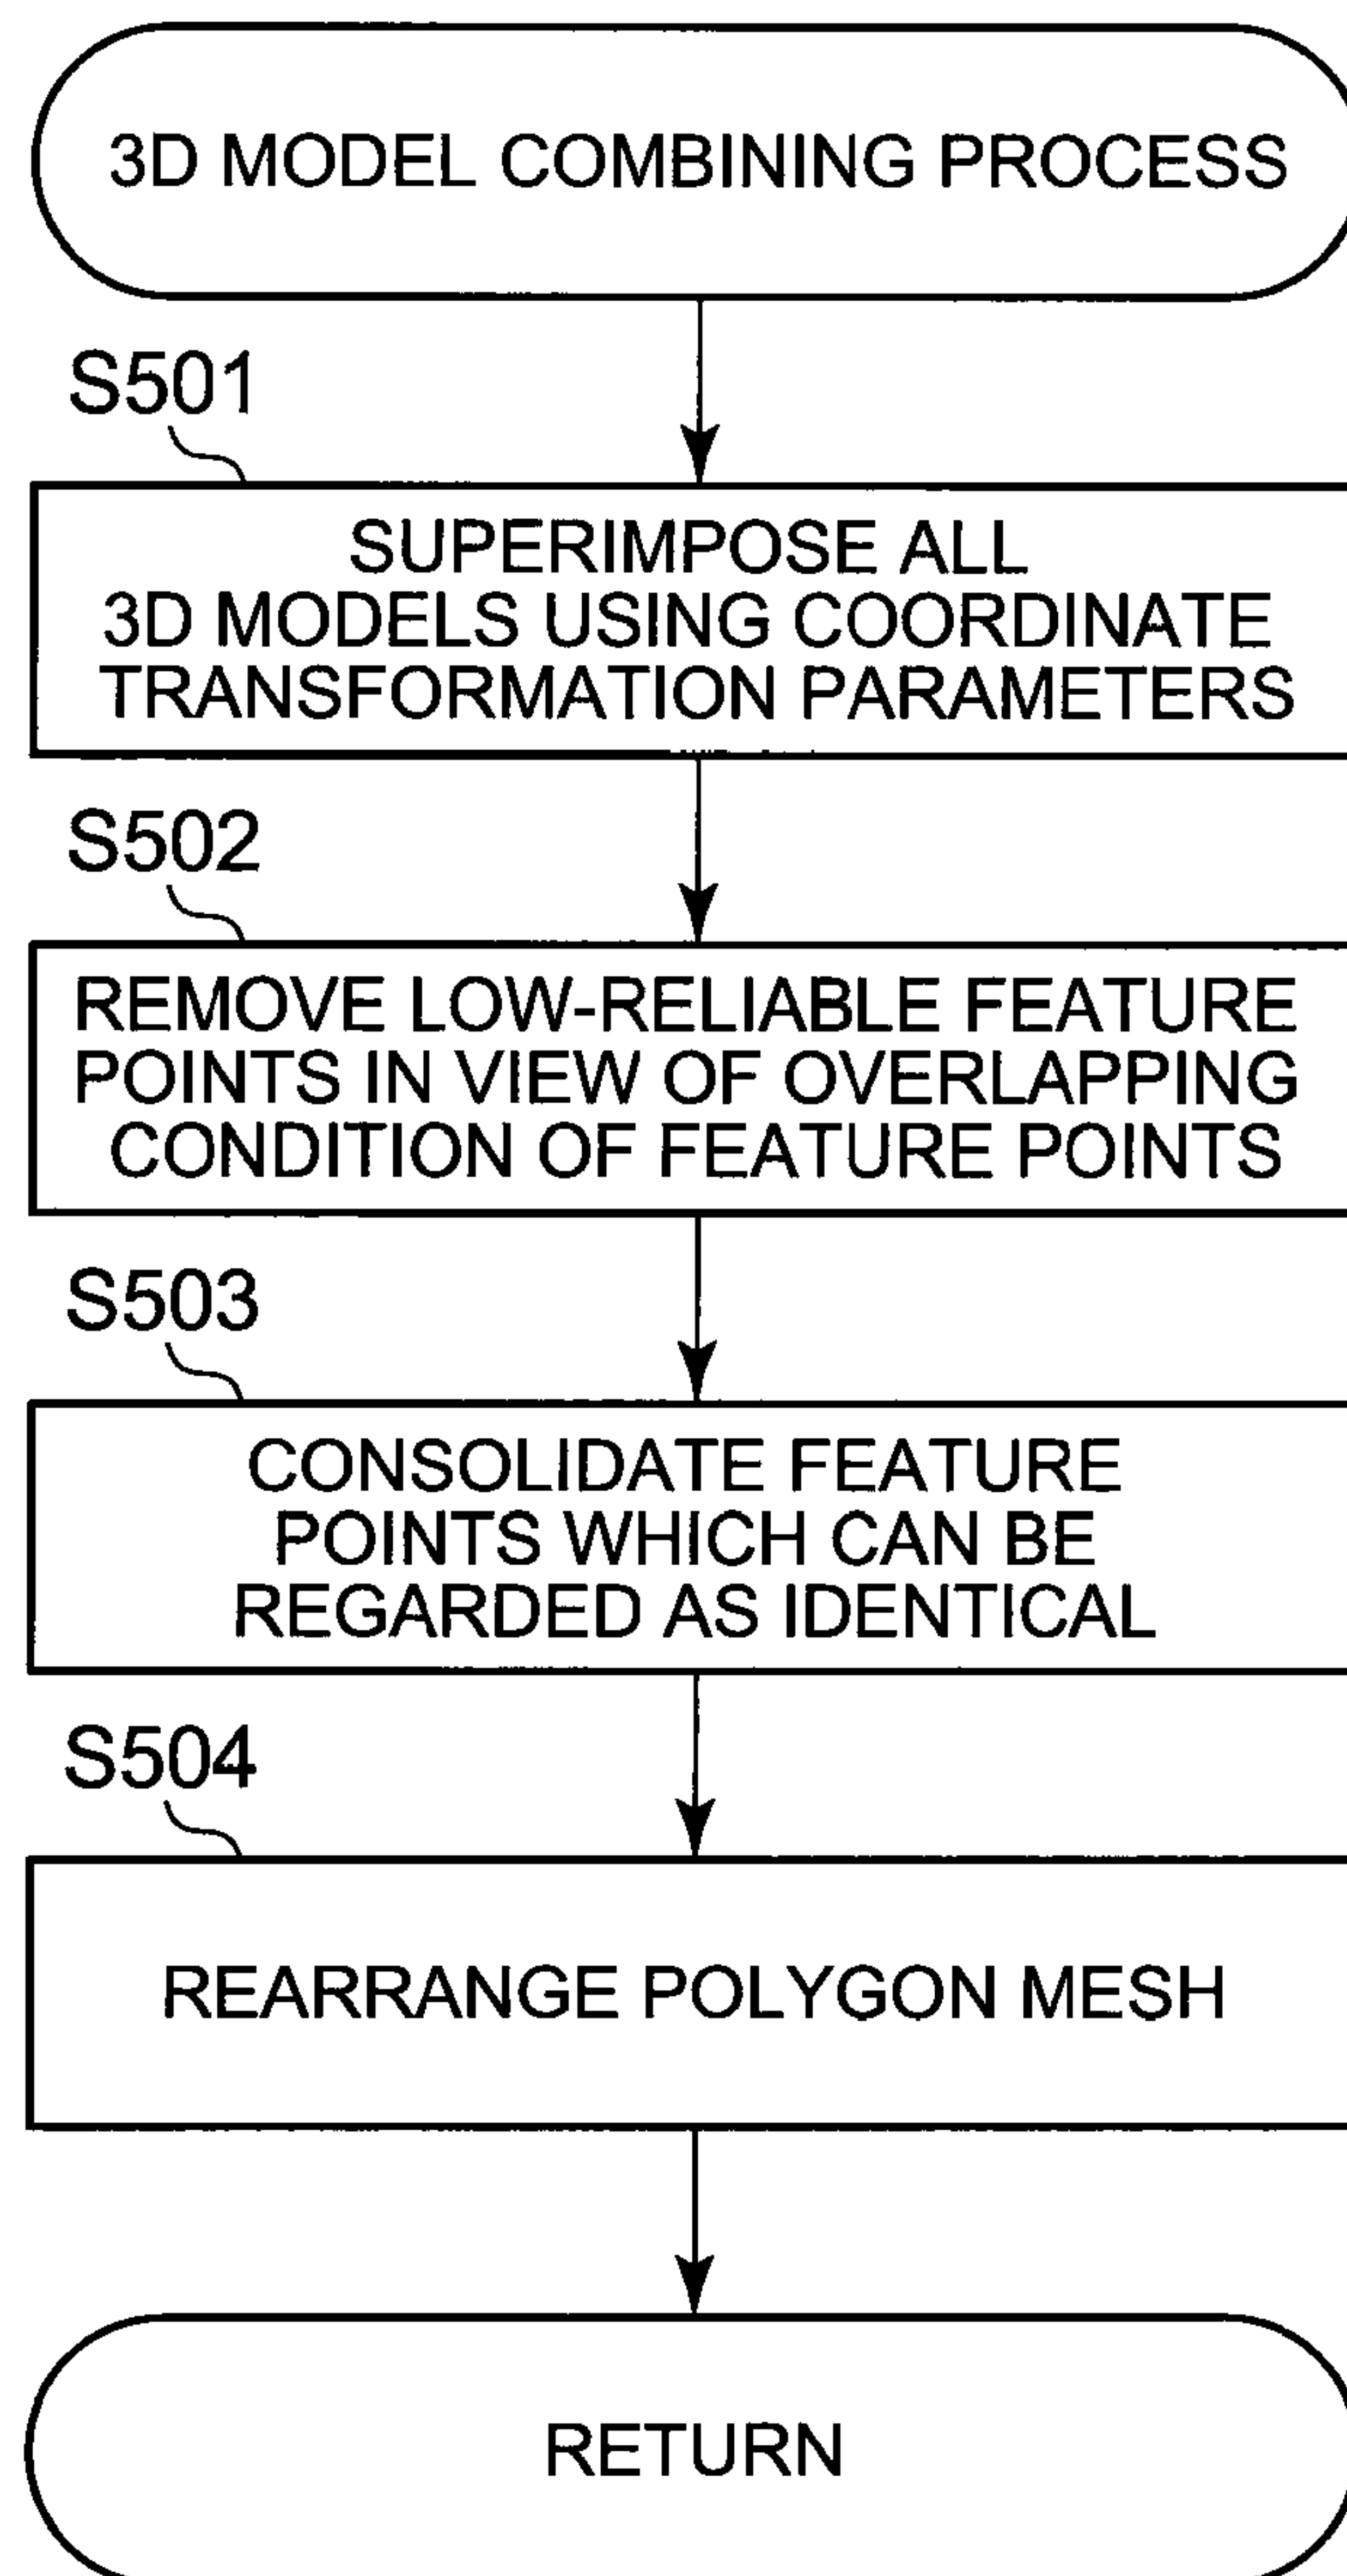 3D MODEL COMBINING PROCESS
S501
SUPERIMPOSE ALL
3D MODELS USING COORDINATE
TRANSFORMATION PARAMETERS
S502
REMOVE LOW-RELIABLE FEATURE
POINTS IN VIEW OF OVERLAPPING
CONDITION OF FEATURE POINTS
S503
CONSOLIDATE FEATURE
POINTS WHICH CAN BE
REGARDED AS IDENTICAL
S504
REARRANGE POLYGON MESH
RETURN